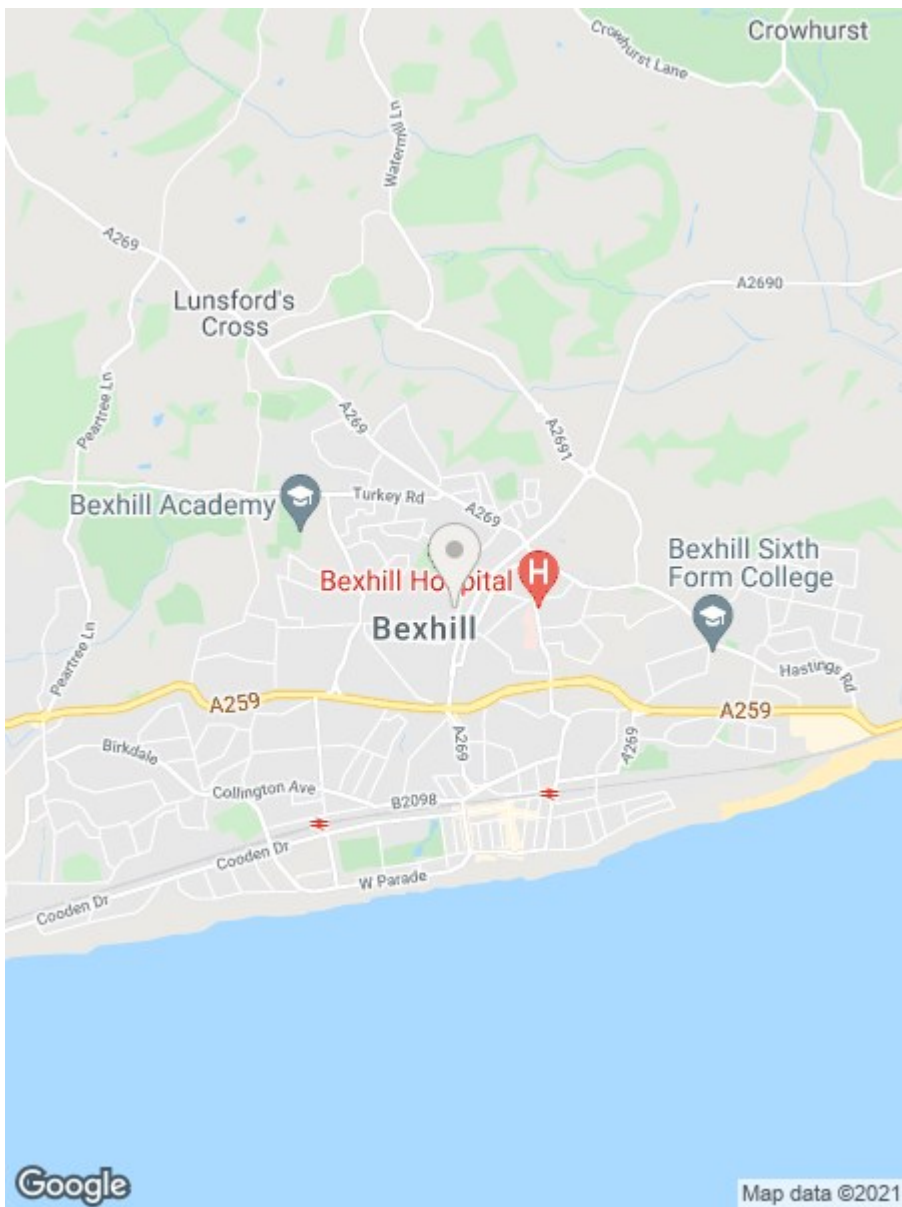 Crowhurst
Crowhurst Lane
Watermill Ln
A269
A2690
Lunsford's
Cross
Peartree Ln
A269
A2691
Turkey Rd
Bexhill Academy
A269
Bexhill Sixth
Form College
Bexhill Hospital
H
Bexhill
Peartree Ln
Hastings Rd
A259
A259
A269
A269
Birkdale
Collington Ave
B2098
Cooden Dr
W Parade
Cooden Dr
Google
Map data ©2021